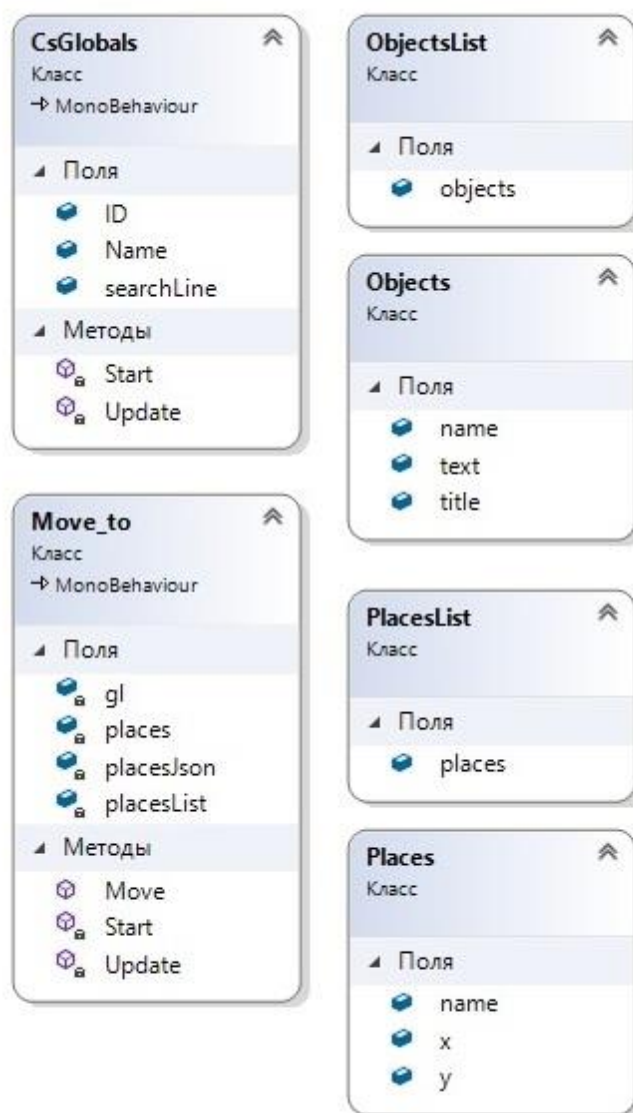 CsGlobals
Класс
MonoBehaviour
Поля
ID
Name
searchLine
Методы
Start
Update
Move_to
Класс
MonoBehaviour
Поля
gl
places
placesJson
placesList
Методы
Move
Start
Update
ObjectsList
Класс
Поля
objects
Objects
Класс
Поля
name
text
title
PlacesList
Класс
Поля
places
Places
Класс
Поля
name
x
y